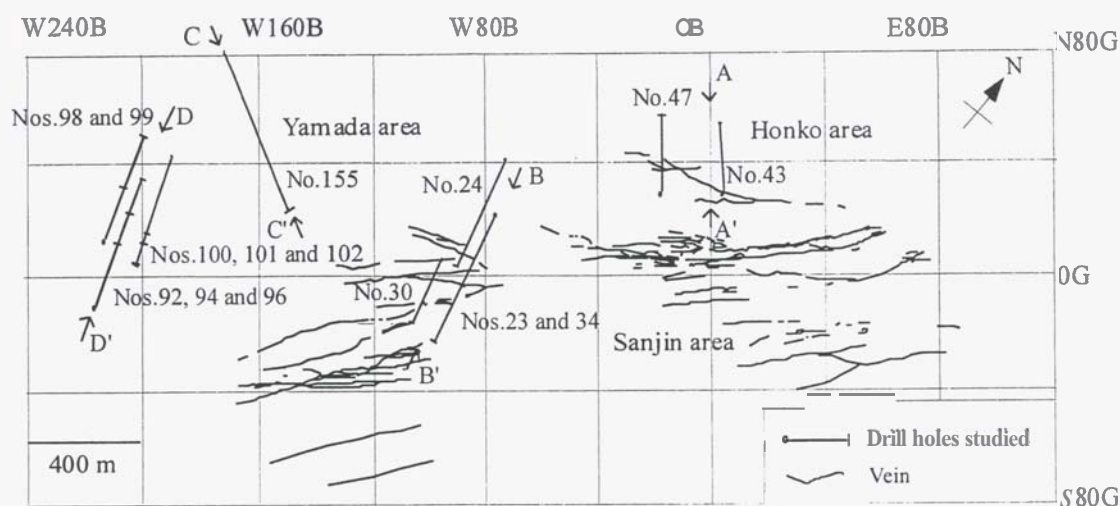 W240B W160B W80B OB E80B
N80G
C
A
N
No.47
Nos.98 and 99 D
Yamada area
Honko area
No.155
No.24
B
No.43
C'
A'
Nos.100, 101 and 102
0G
Nos.92, 94 and 96
No.30
Nos.23 and 34
D'
Sanjin area
B'
Drill holes studied
400 m
Vein
S80G